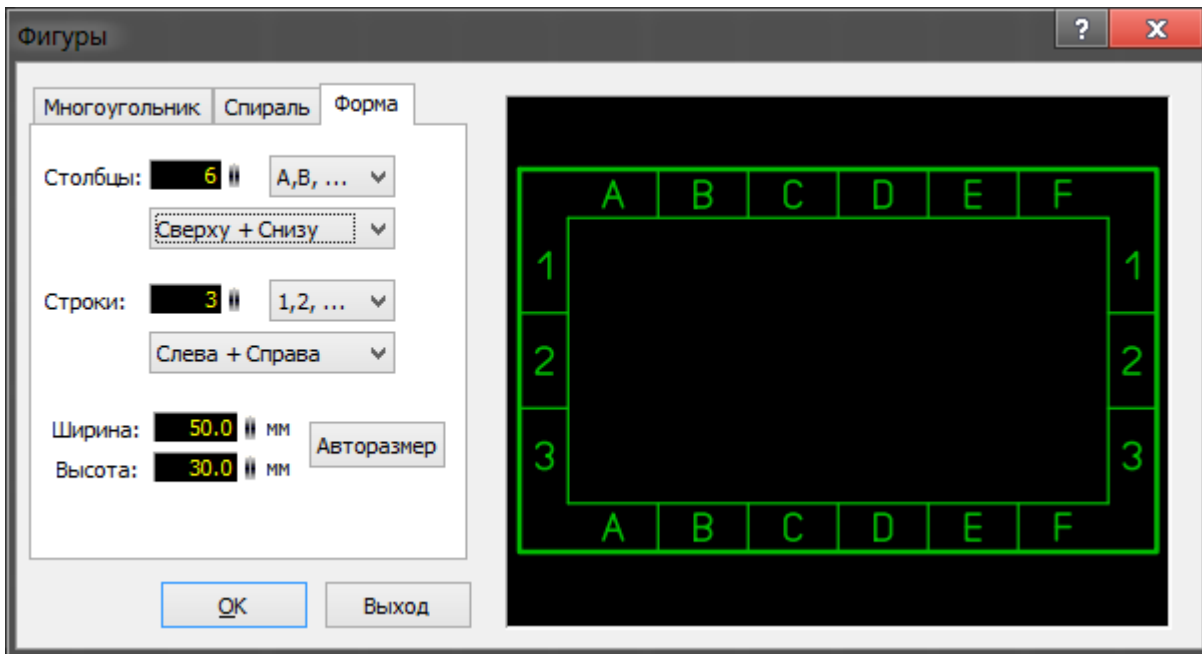 Фигуры ?
Многоугольник Спираль Форма
Столбцы: 6 A,B, ...
Сверху + Снизу
Строки: 3 1,2, ...
Слева + Справа
Ширина: 50.0 мм
Высота: 30.0 мм
Авторазмер
OK Выход
A B C D E F
1 1
2 2
3 3
A B C D E F